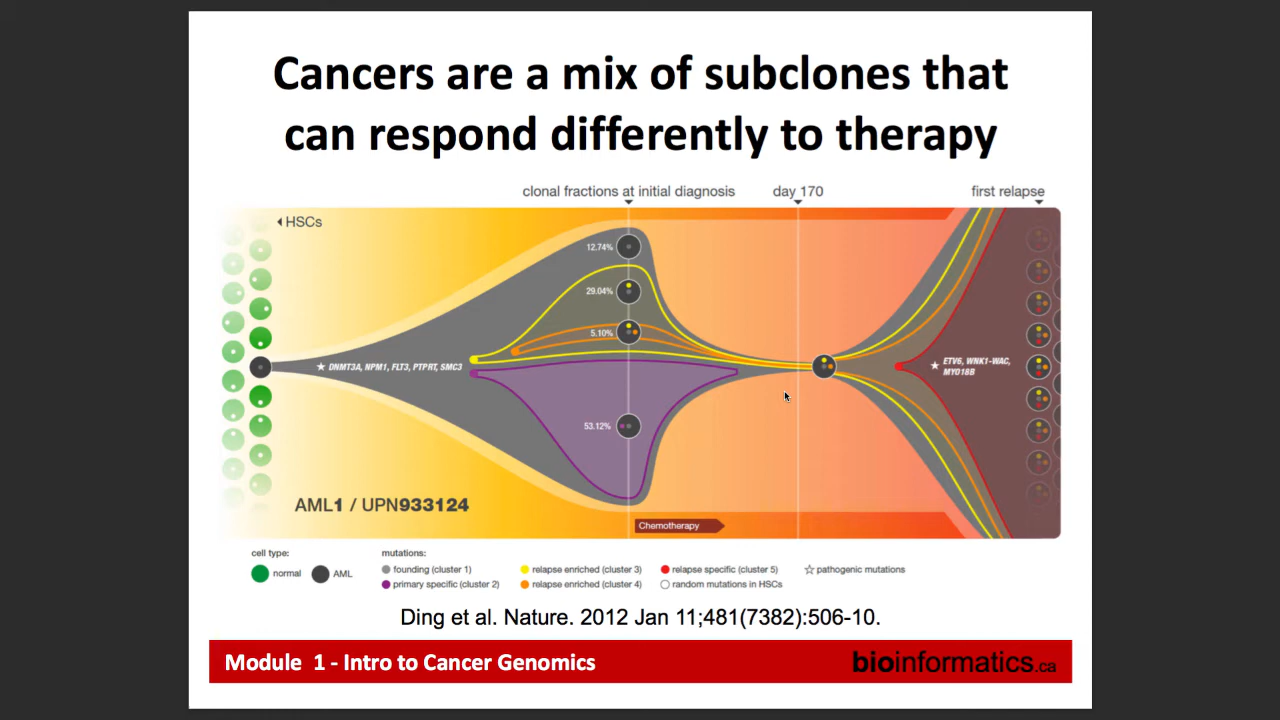 Cancers are a mix of subclones that
can respond differently to therapy
clonal fractions at initial diagnosis
day 170
first relapse
HSCs
12.74%
29.04%
5.10%
DNMT3A, NPM1, FLT3, PTPRT, SMC3
ETV6, WNK1-WAC,
MYO18B
53.12%
AML1 / UPN933124
Chemotherapy
cell type:
normal
AML
mutations:
founding (cluster 1)
primary specific (cluster 2)
relapse enriched (cluster 3)
relapse enriched (cluster 4)
relapse specific (cluster 5)
random mutations in HSCs
pathogenic mutations
Ding et al. Nature. 2012 Jan 11;481(7382):506-10.
Module 1 - Intro to Cancer Genomics
bioinformatics.ca